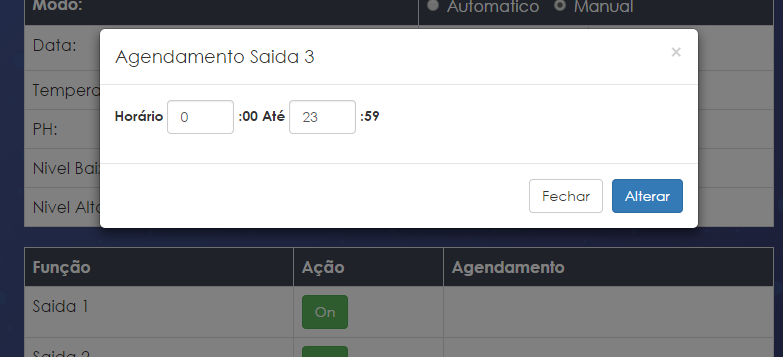 Modo: Automatico Manual
Agendamento Saida 3 ×
Data:
Horário 0 :00 Até 23 :59
Tempera
PH:
Nivel Bai
Nivel Alto
Fechar Alterar
Função Ação Agendamento
Saida 1 On
Saida 2